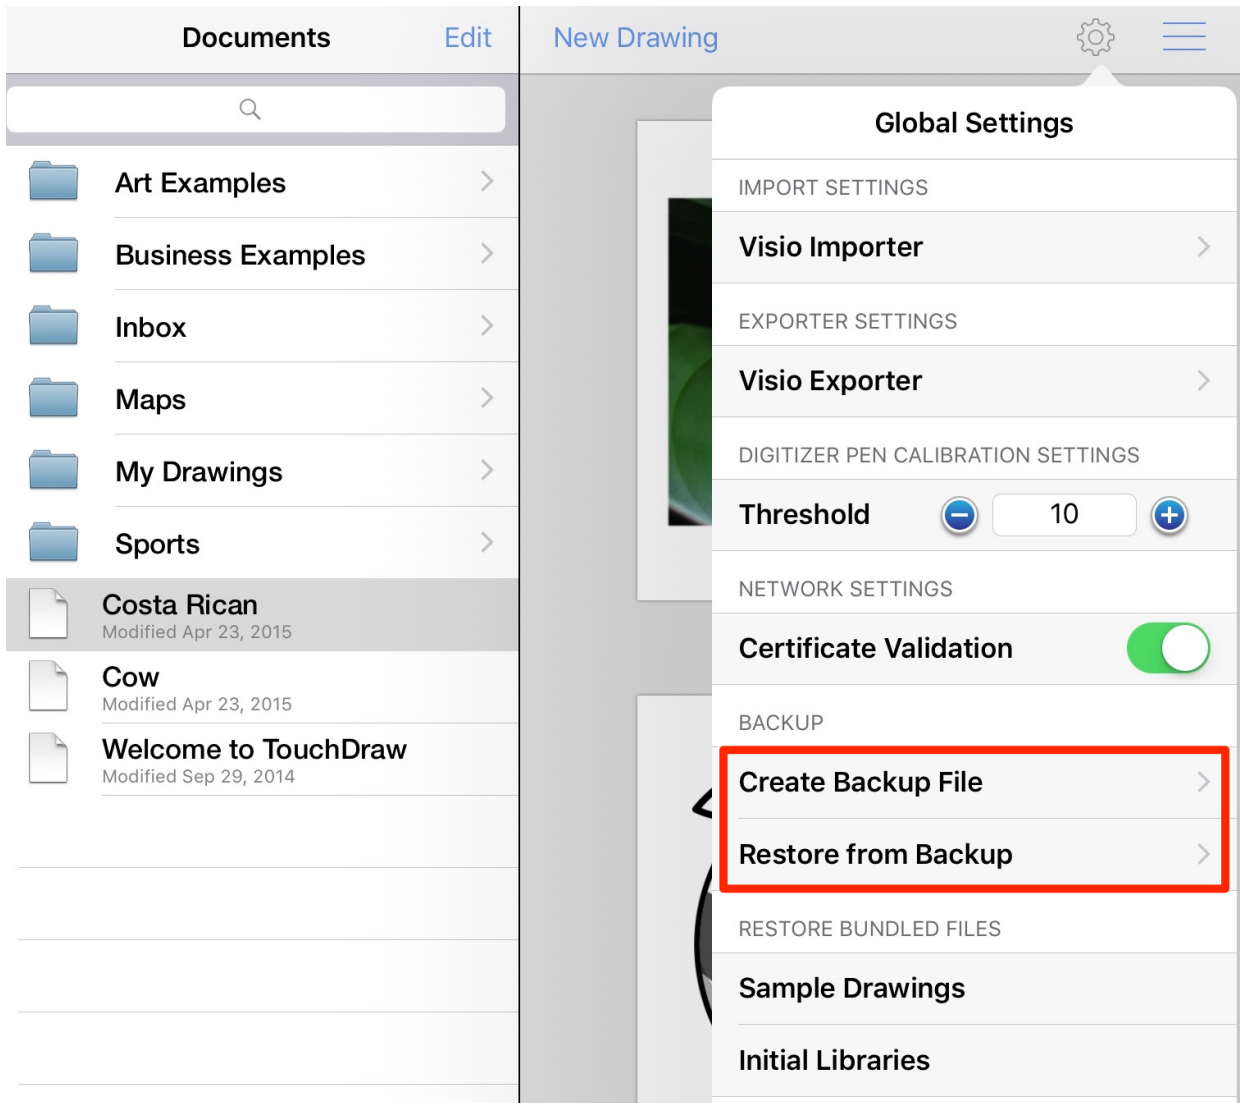 Documents
Edit
New Drawing
Art Examples
Business Examples
Inbox
Maps
My Drawings
Sports
Costa Rican
Modified Apr 23, 2015
Cow
Modified Apr 23, 2015
Welcome to TouchDraw
Modified Sep 29, 2014
Global Settings
IMPORT SETTINGS
Visio Importer
EXPORTER SETTINGS
Visio Exporter
DIGITIZER PEN CALIBRATION SETTINGS
Threshold 10
NETWORK SETTINGS
Certificate Validation
BACKUP
Create Backup File
Restore from Backup
RESTORE BUNDLED FILES
Sample Drawings
Initial Libraries